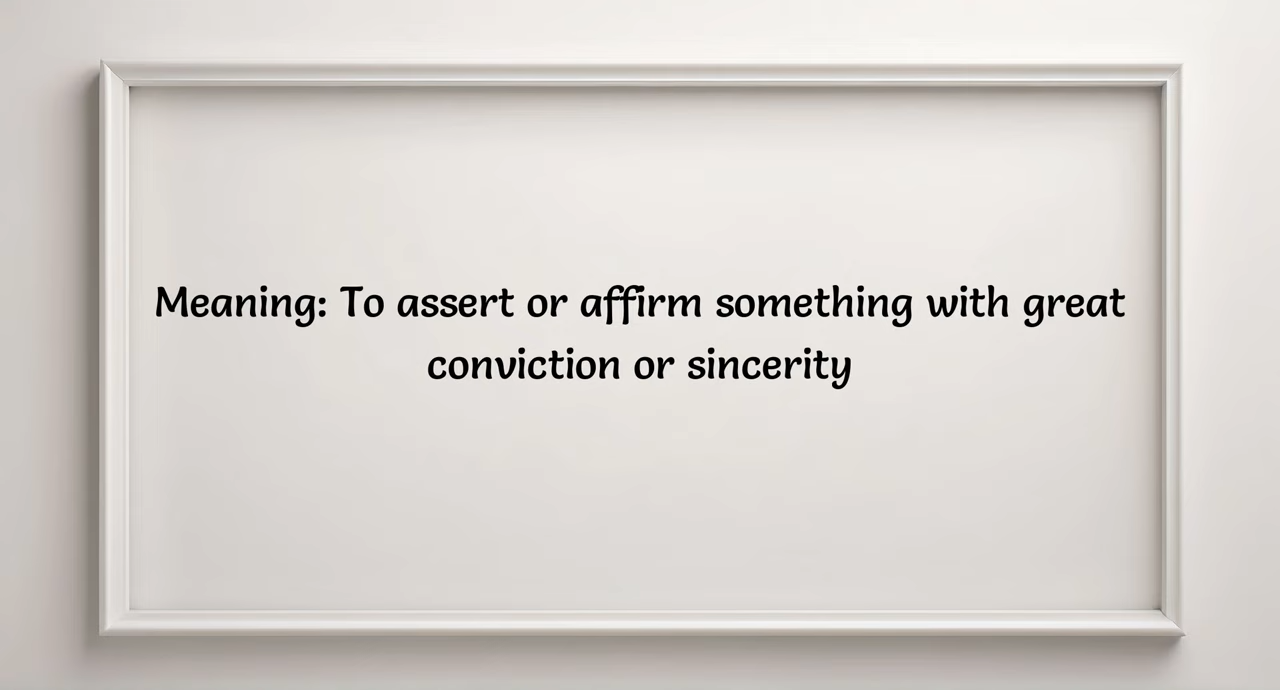 Meaning: To assert or affirm something with great
conviction or sincerity